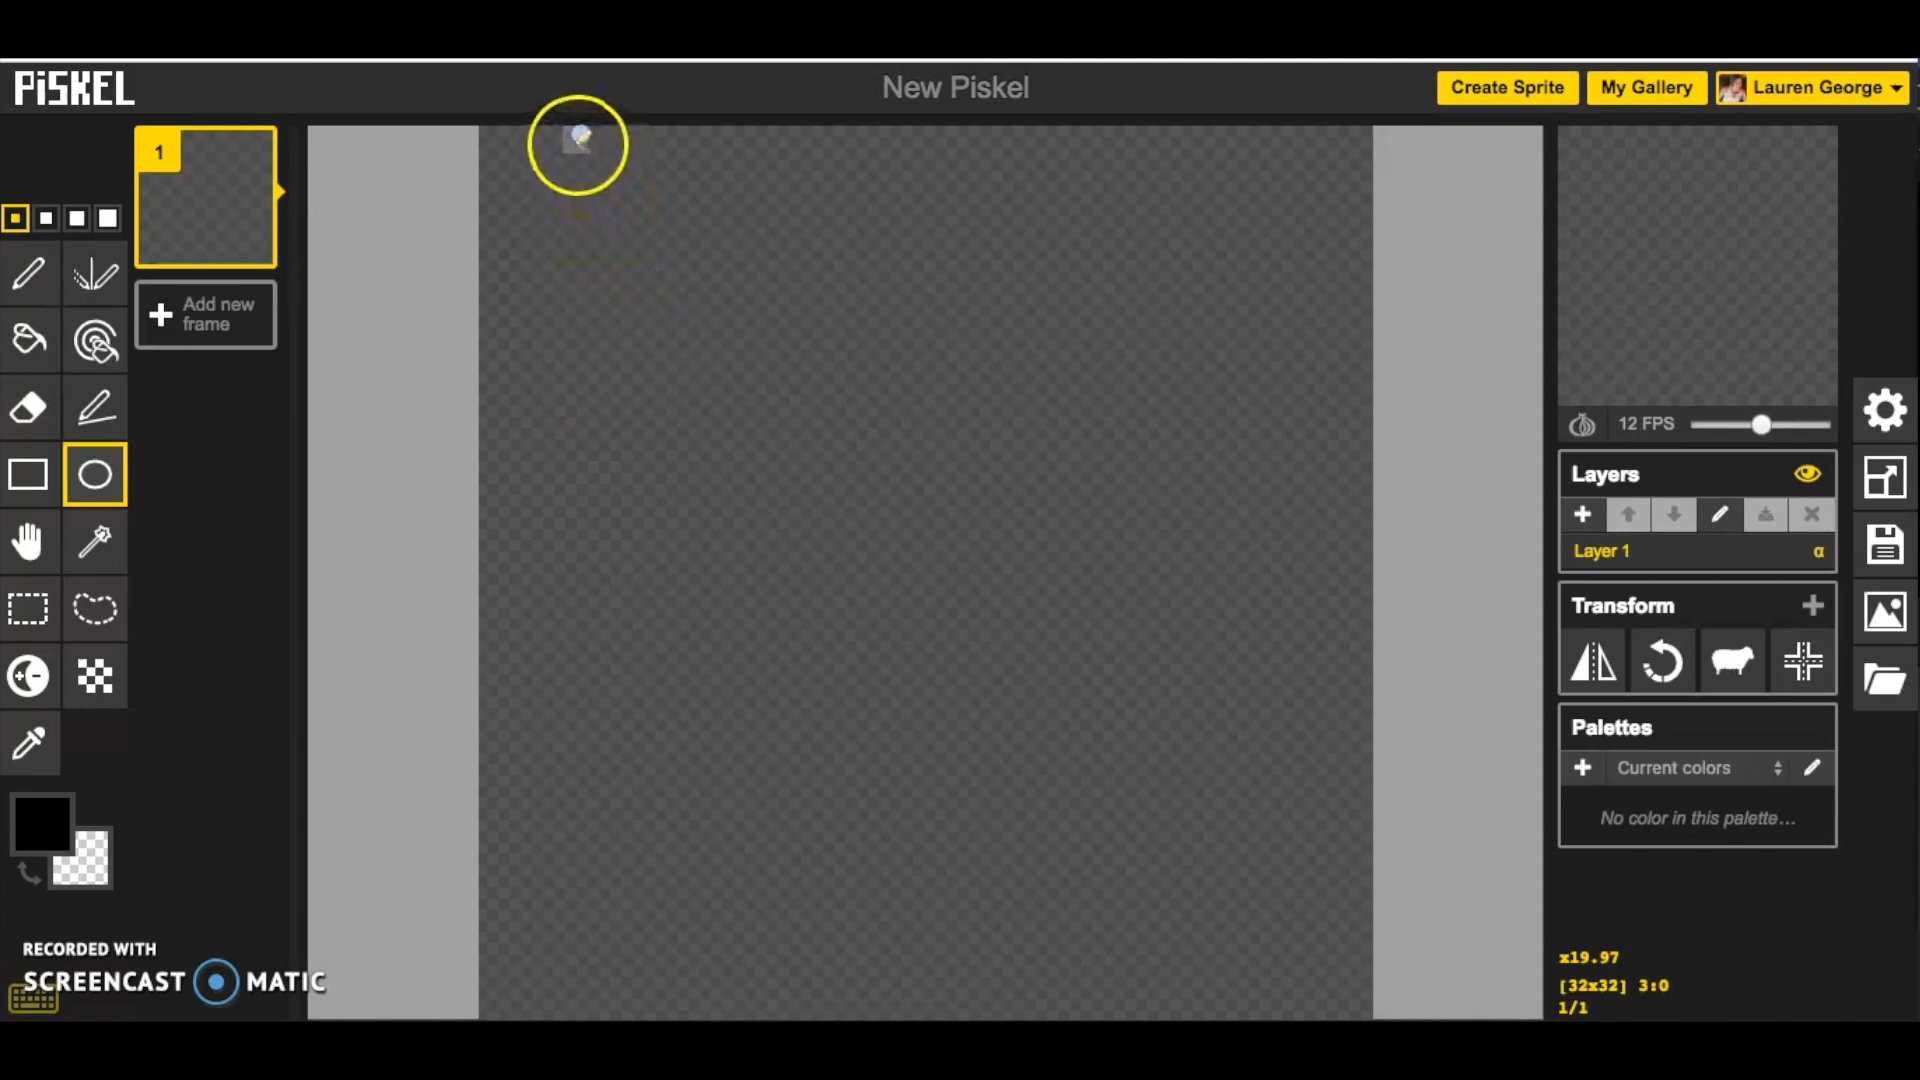 PiSKEL
New Piskel
Create Sprite
My Gallery
Lauren George
1
Add new
frame
12 FPS
Layers
Layer 1
α
Transform
Palettes
Current colors
No color in this palette...
RECORDED WITH
SCREENCAST MATIC
x19.97
[32x32] 3:0
1/1